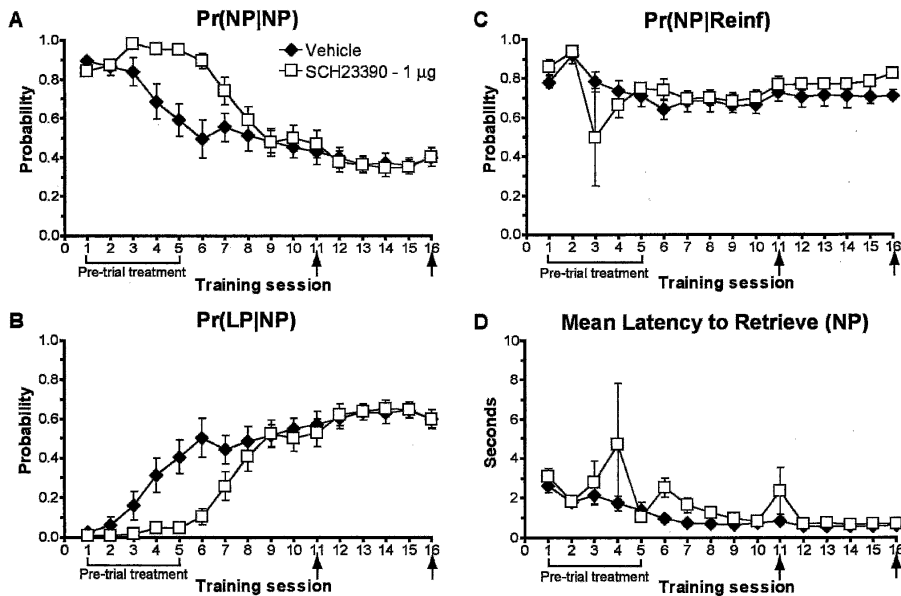 A
Pr(NP|NP)
Probability
1.0
0.8
0.6
0.4
0.2
0.0
Vehicle
SCH23390 - 1 µg
0 1 2 3 4 5 6 7 8 9 10 11 12 13 14 15 16
Pre-trial treatment
Training session
B
Pr(LP|NP)
Probability
1.0
0.8
0.6
0.4
0.2
0.0
0 1 2 3 4 5 6 7 8 9 10 11 12 13 14 15 16
Pre-trial treatment
Training session
C
Pr(NP|Reinf)
Probability
1.0
0.8
0.6
0.4
0.2
0.0
0 1 2 3 4 5 6 7 8 9 10 11 12 13 14 15 16
Pre-trial treatment
Training session
D
Mean Latency to Retrieve (NP)
Seconds
10
8
6
4
2
0
0 1 2 3 4 5 6 7 8 9 10 11 12 13 14 15 16
Pre-trial treatment
Training session